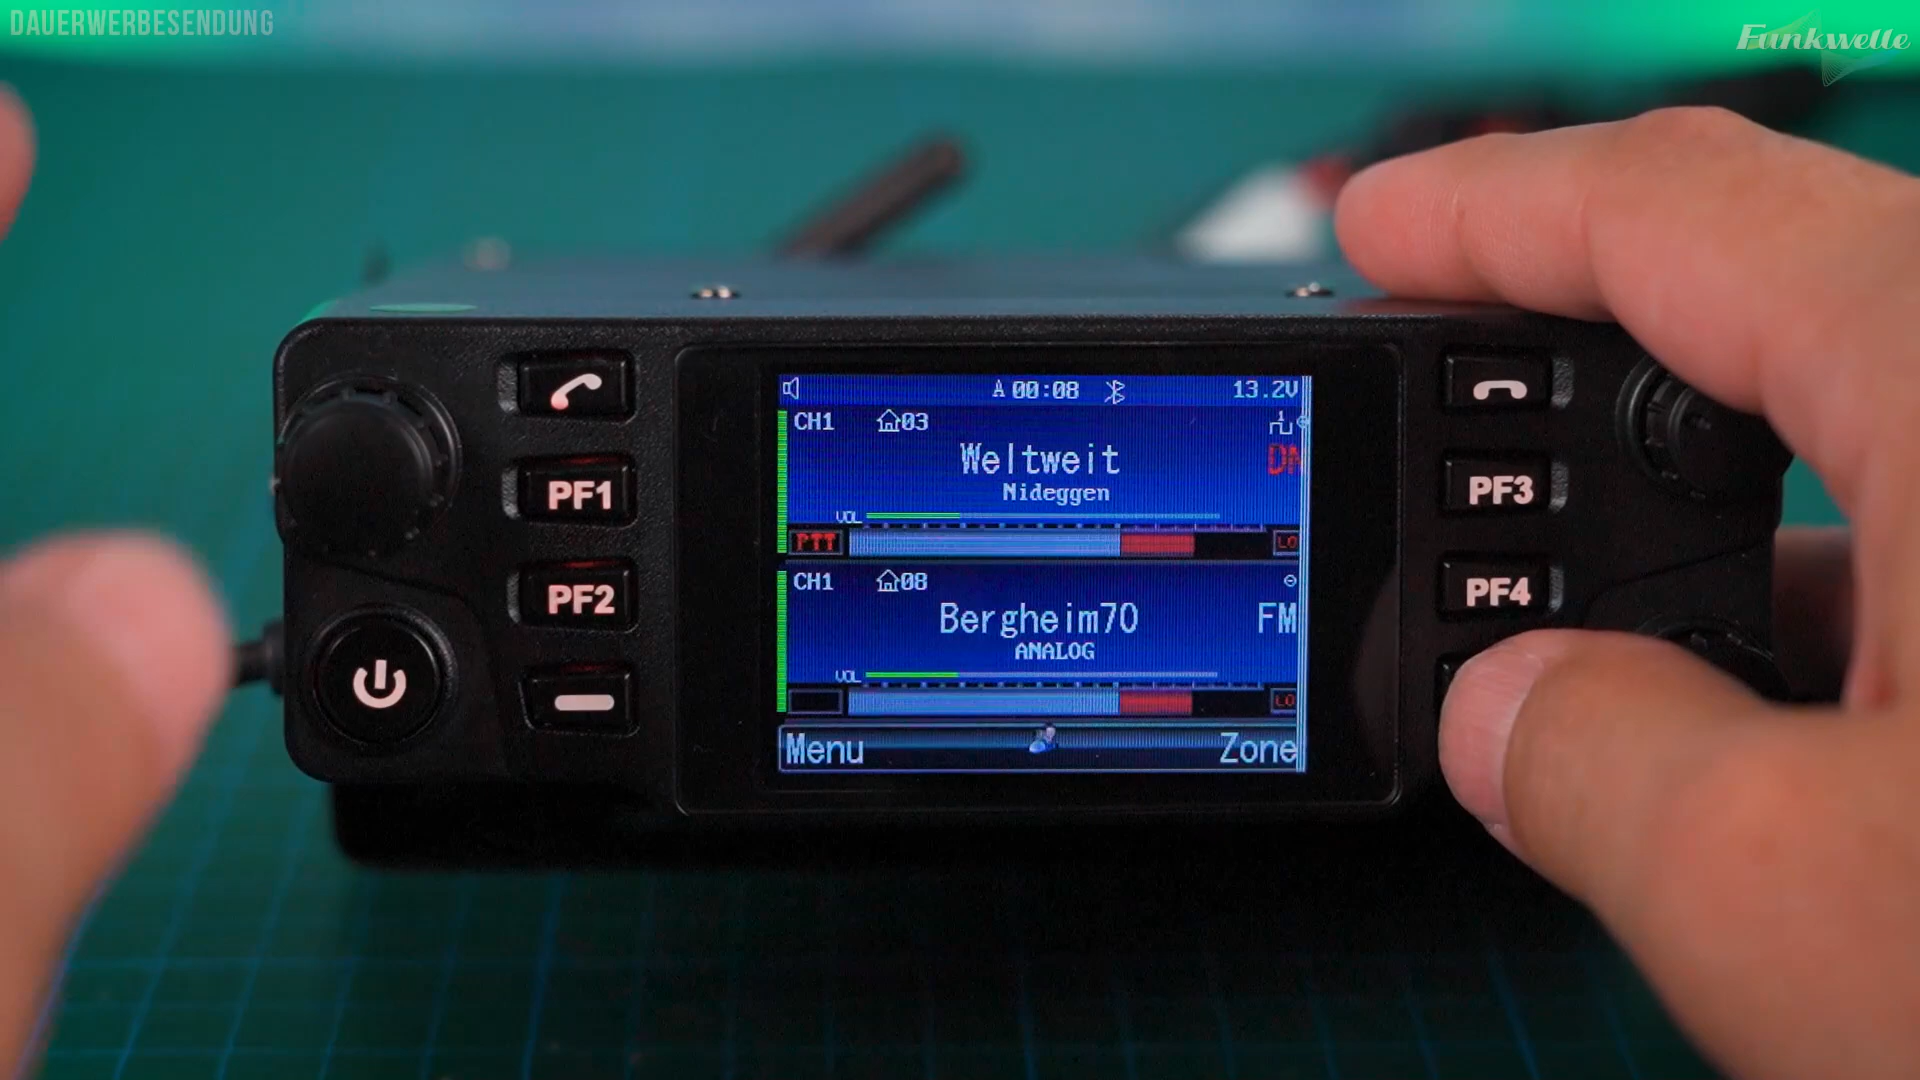 DAUERWERBESENDUNG
Funkwelle
A 00:08 13.2V
CH1 03
Weltweit
Nideggen
VOL
PTT LO
CH1 08
Bergheim70 FM
ANALOG
VOL
LO
Menu Zone
PF1
PF2
PF3
PF4